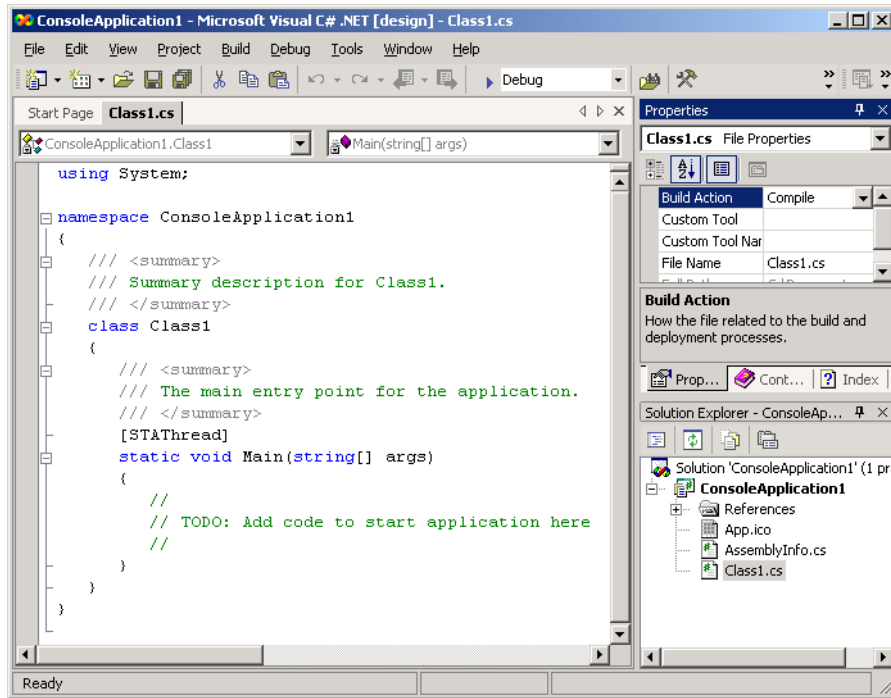 ConsoleApplication1 - Microsoft Visual C# .NET [design] - Class1.cs
File Edit View Project Build Debug Tools Window Help
Debug
Start Page Class1.cs
ConsoleApplication1.Class1 Main(string[] args)
using System;
namespace ConsoleApplication1
{
/// <summary>
/// Summary description for Class1.
/// </summary>
class Class1
{
/// <summary>
/// The main entry point for the application.
/// </summary>
[STAThread]
static void Main(string[] args)
{
//
// TODO: Add code to start application here
//
}
}
}
Properties
Class1.cs File Properties
Build Action Compile
Custom Tool
Custom Tool Nar
File Name Class1.cs
Build Action
How the file related to the build and
deployment processes.
Prop... Cont... Index
Solution Explorer - ConsoleAp...
Solution 'ConsoleApplication1' (1 pr
ConsoleApplication1
References
App.ico
AssemblyInfo.cs
Class1.cs
Ready